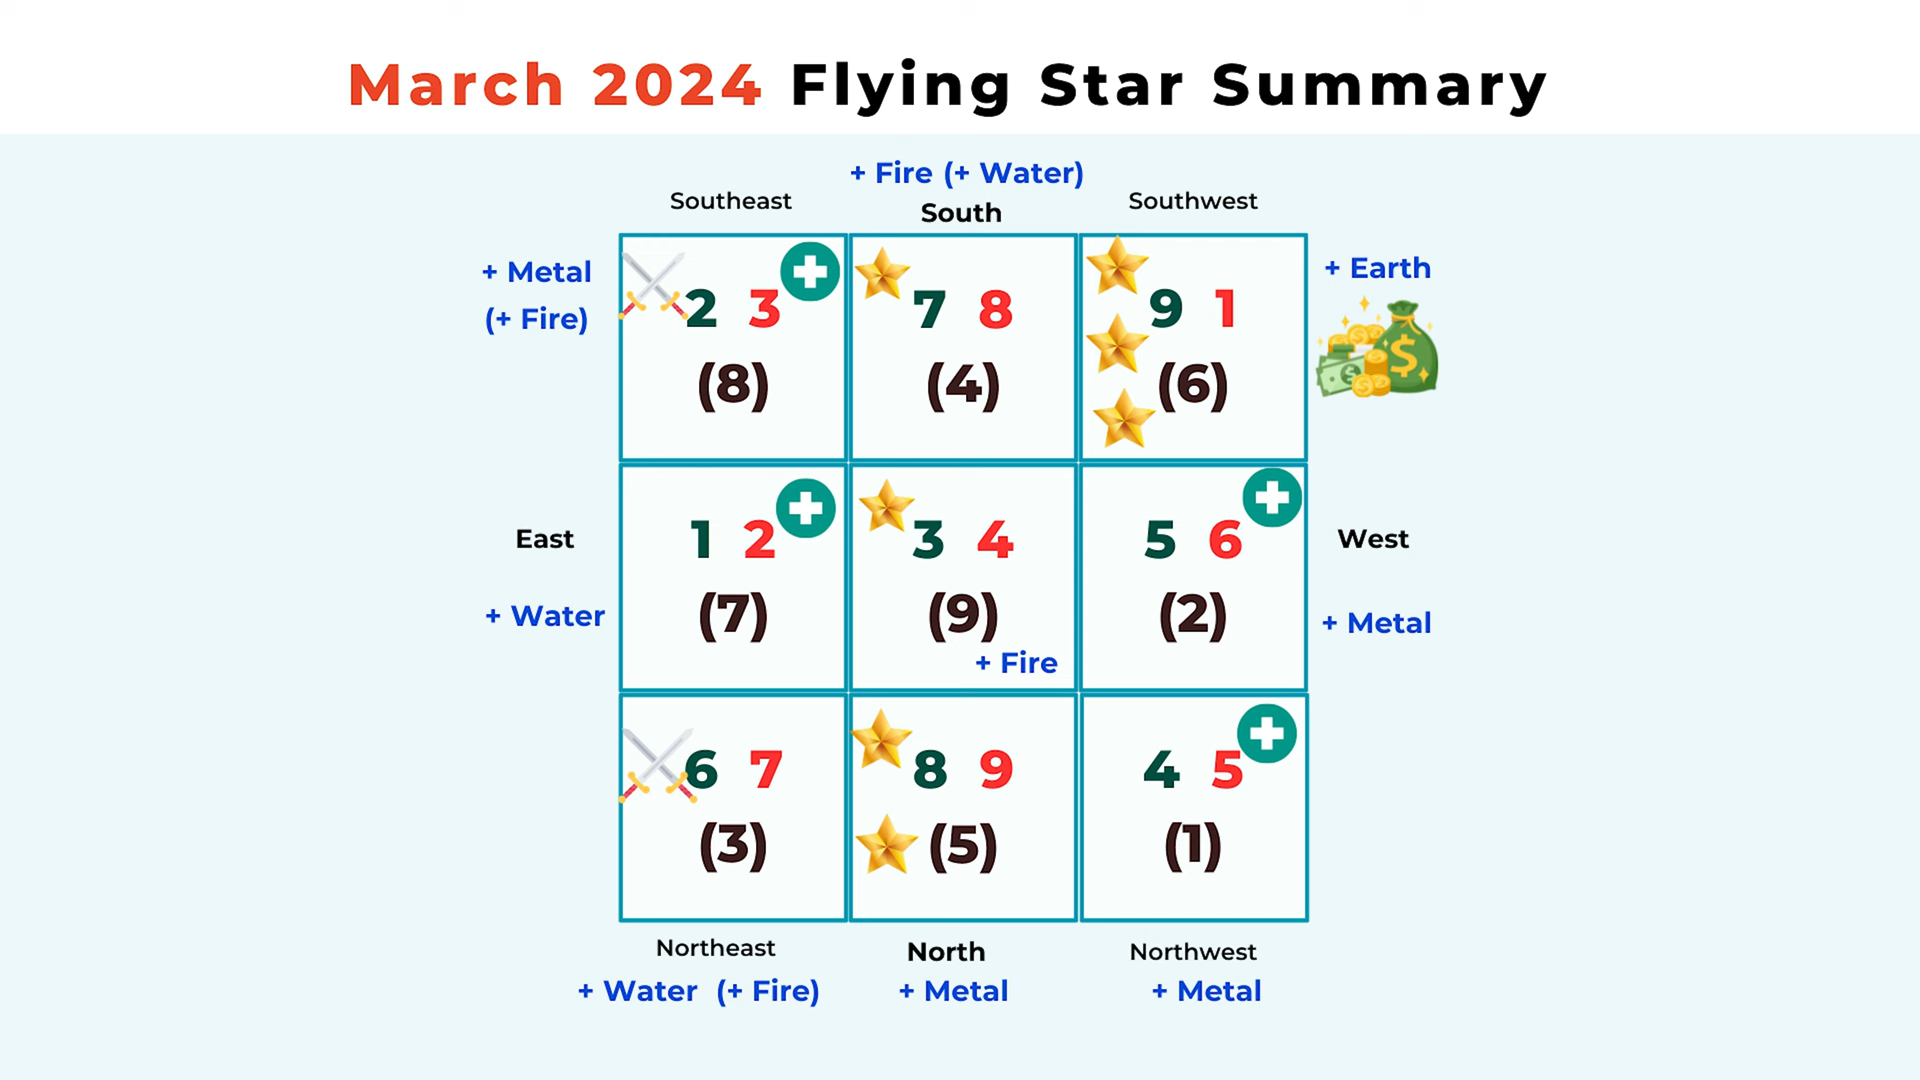 March 2024 Flying Star Summary
+ Fire (+ Water)
Southeast
South
Southwest
+ Metal
(+ Fire)
2 3
(8)
7 8
(4)
9 1
(6)
+ Earth
$
$
East
+ Water
1 2
(7)
3 4
(9)
+ Fire
5 6
(2)
West
+ Metal
6 7
(3)
8 9
(5)
4 5
(1)
Northeast
+ Water (+ Fire)
North
+ Metal
Northwest
+ Metal